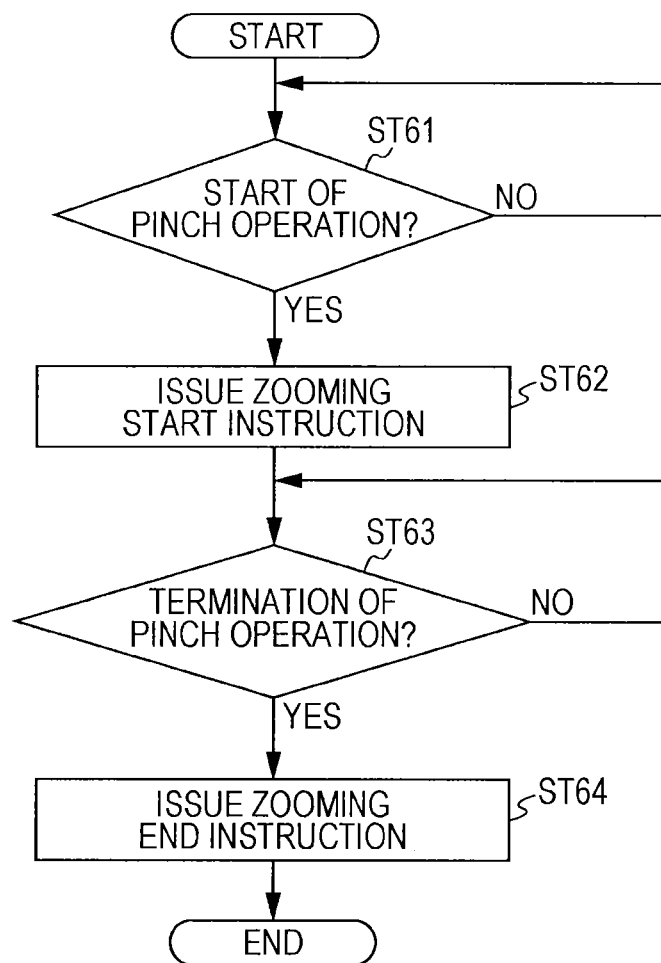 START
ST61
START OF
PINCH OPERATION?
NO
YES
ISSUE ZOOMING
START INSTRUCTION
ST62
ST63
TERMINATION OF
PINCH OPERATION?
NO
YES
ISSUE ZOOMING
END INSTRUCTION
ST64
END